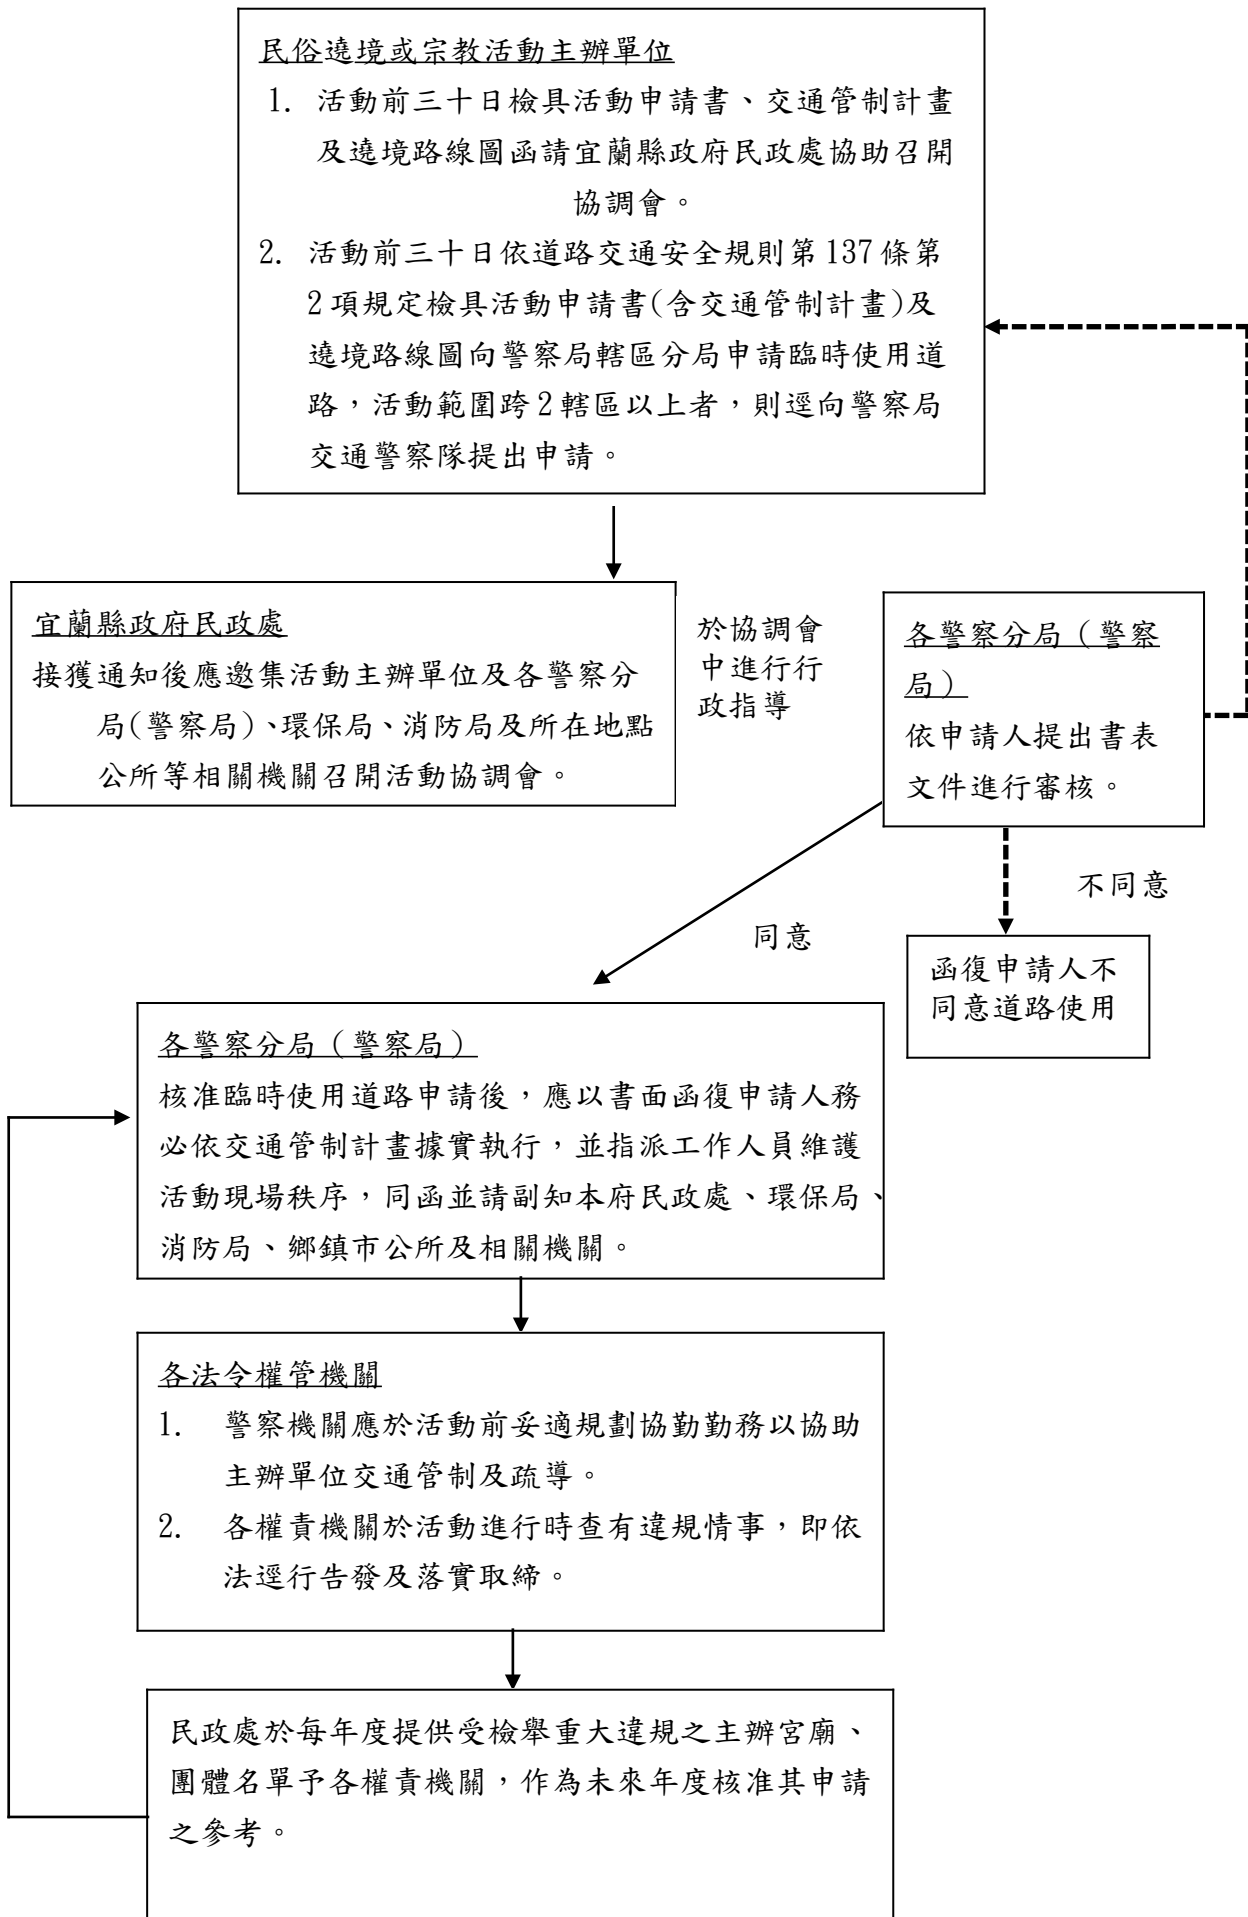 民俗遶境或宗教活動主辦單位
1. 活動前三十日檢具活動申請書、交通管制計畫
及遶境路線圖函請宜蘭縣政府民政處協助召開
協調會。
2. 活動前三十日依道路交通安全規則第137條第
2項規定檢具活動申請書(含交通管制計畫)及
遶境路線圖向警察局轄區分局申請臨時使用道
路，活動範圍跨2轄區以上者，則逕向警察局
交通警察隊提出申請。
宜蘭縣政府民政處
接獲通知後應邀集活動主辦單位及各警察分
局(警察局)、環保局、消防局及所在地點
公所等相關機關召開活動協調會。
於協調會
中進行行
政指導
各警察分局（警察
局）
依申請人提出書表
文件進行審核。
不同意
同意
函復申請人不
同意道路使用
各警察分局（警察局）
核准臨時使用道路申請後，應以書面函復申請人務
必依交通管制計畫據實執行，並指派工作人員維護
活動現場秩序，同函並請副知本府民政處、環保局、
消防局、鄉鎮市公所及相關機關。
各法令權管機關
1. 警察機關應於活動前妥適規劃協勤勤務以協助
主辦單位交通管制及疏導。
2. 各權責機關於活動進行時查有違規情事，即依
法逕行告發及落實取締。
民政處於每年度提供受檢舉重大違規之主辦宮廟、
團體名單予各權責機關，作為未來年度核准其申請
之參考。